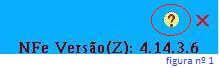 ?
NFe Versão(Z): 4.14.3.6
figura nº 1